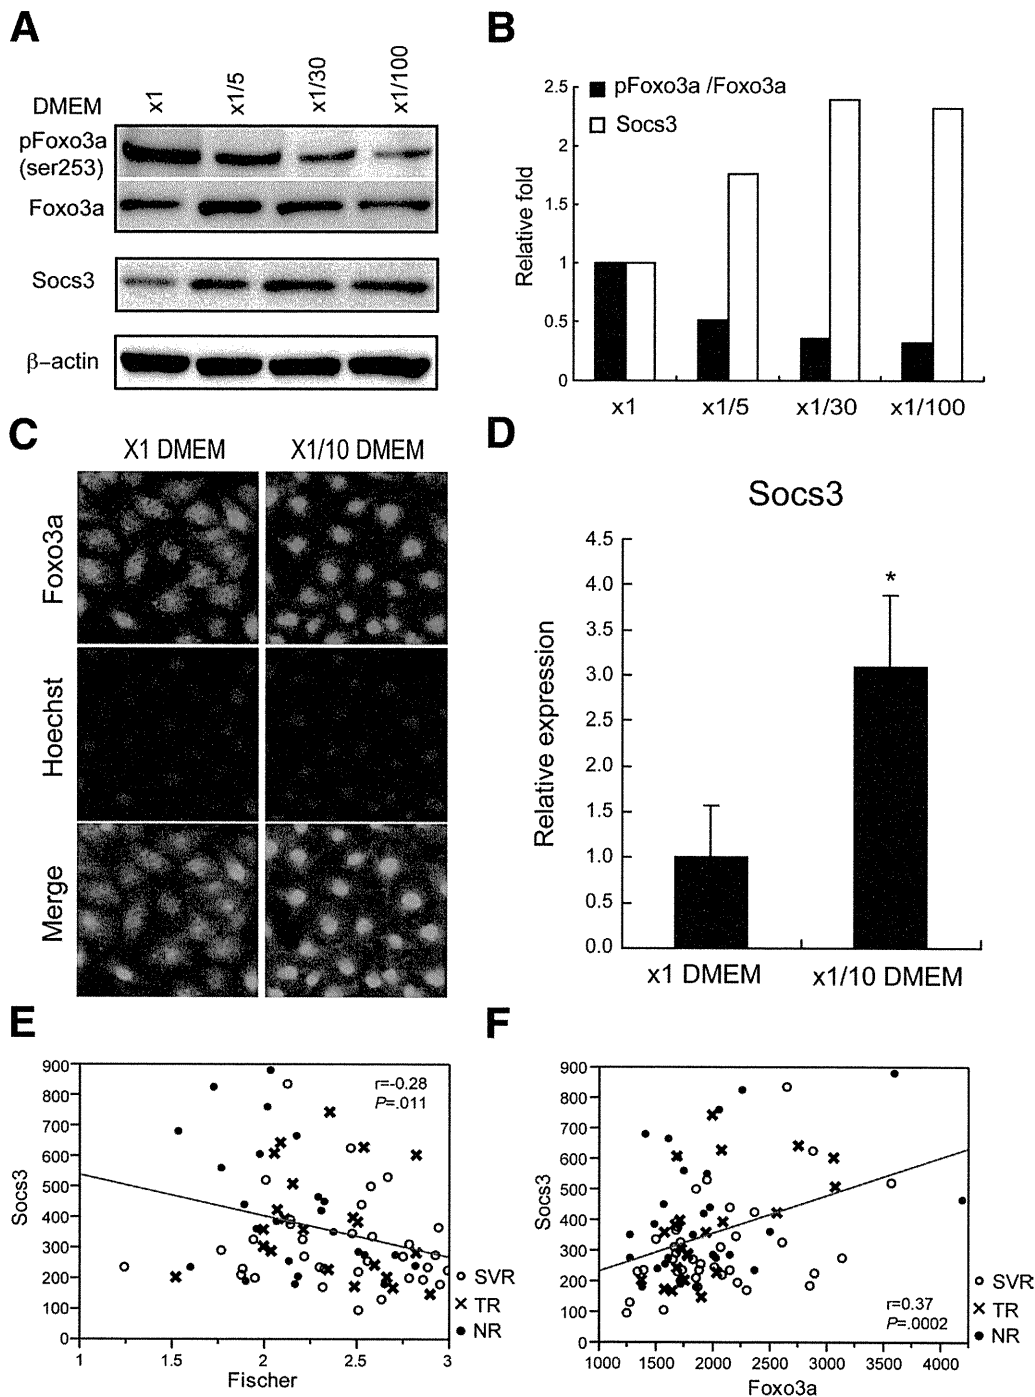 A
DMEM
x1
x1/5
x1/30
x1/100
pFoxo3a
(ser253)
Foxo3a
Socs3
β-actin
B
pFoxo3a /Foxo3a
Socs3
Relative fold
2.5
2
1.5
1
0.5
0
x1
x1/5
x1/30
x1/100
C
X1 DMEM
X1/10 DMEM
Foxo3a
Hoechst
Merge
D
Socs3
Relative expression
4.5
4.0
3.5
3.0
2.5
2.0
1.5
1.0
0.5
0.0
*
x1 DMEM
x1/10 DMEM
E
Socs3
900
800
700
600
500
400
300
200
100
0
r=-0.28
P=.011
1
1.5
2
2.5
3
Fischer
SVR
TR
NR
F
Socs3
900
800
700
600
500
400
300
200
100
0
r=0.37
P=.0002
1000
1500
2000
2500
3000
3500
4000
Foxo3a
SVR
TR
NR